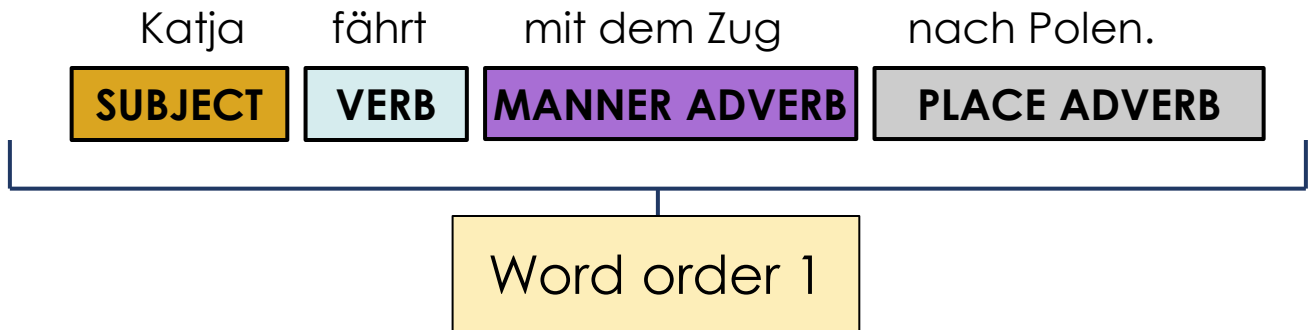 Katja fährt mit dem Zug nach Polen.
SUBJECT VERB MANNER ADVERB PLACE ADVERB
Word order 1